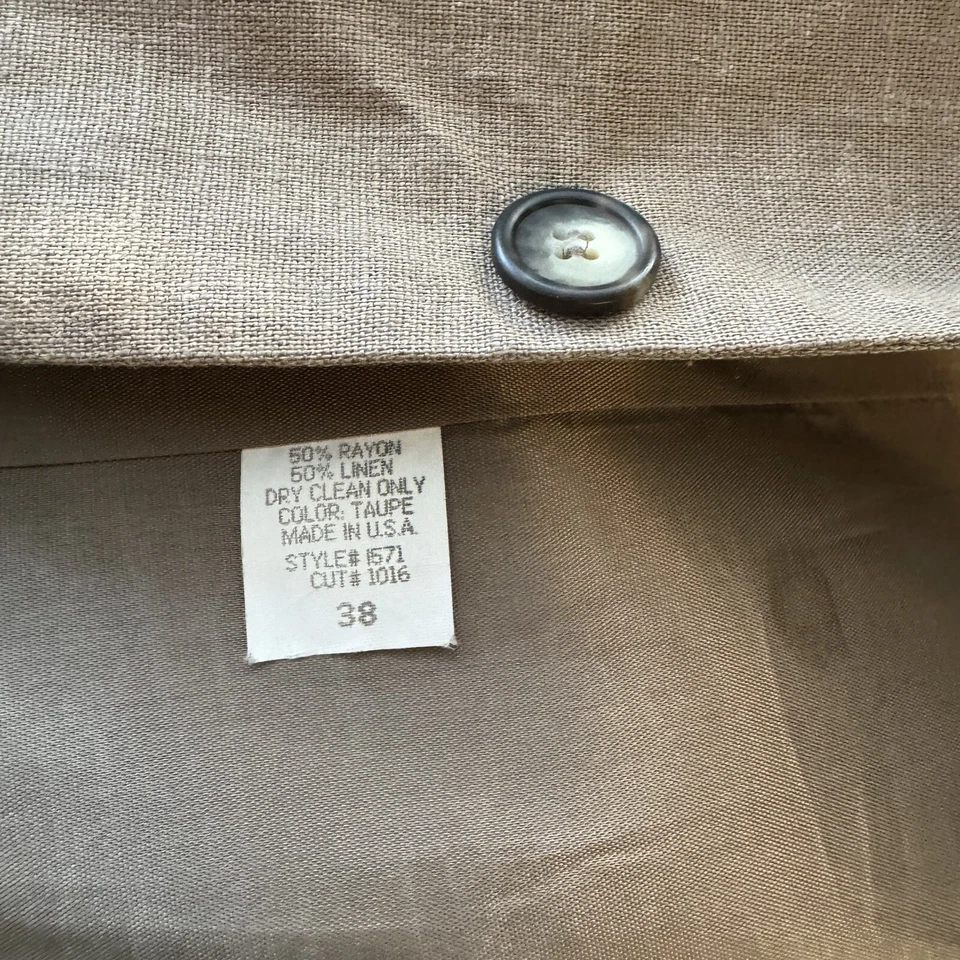 50% RAYON
50% LINEN
DRY CLEAN ONLY
COLOR: TAUPE
MADE IN U.S.A.
STYLE# 1571
CUT# 1016
38